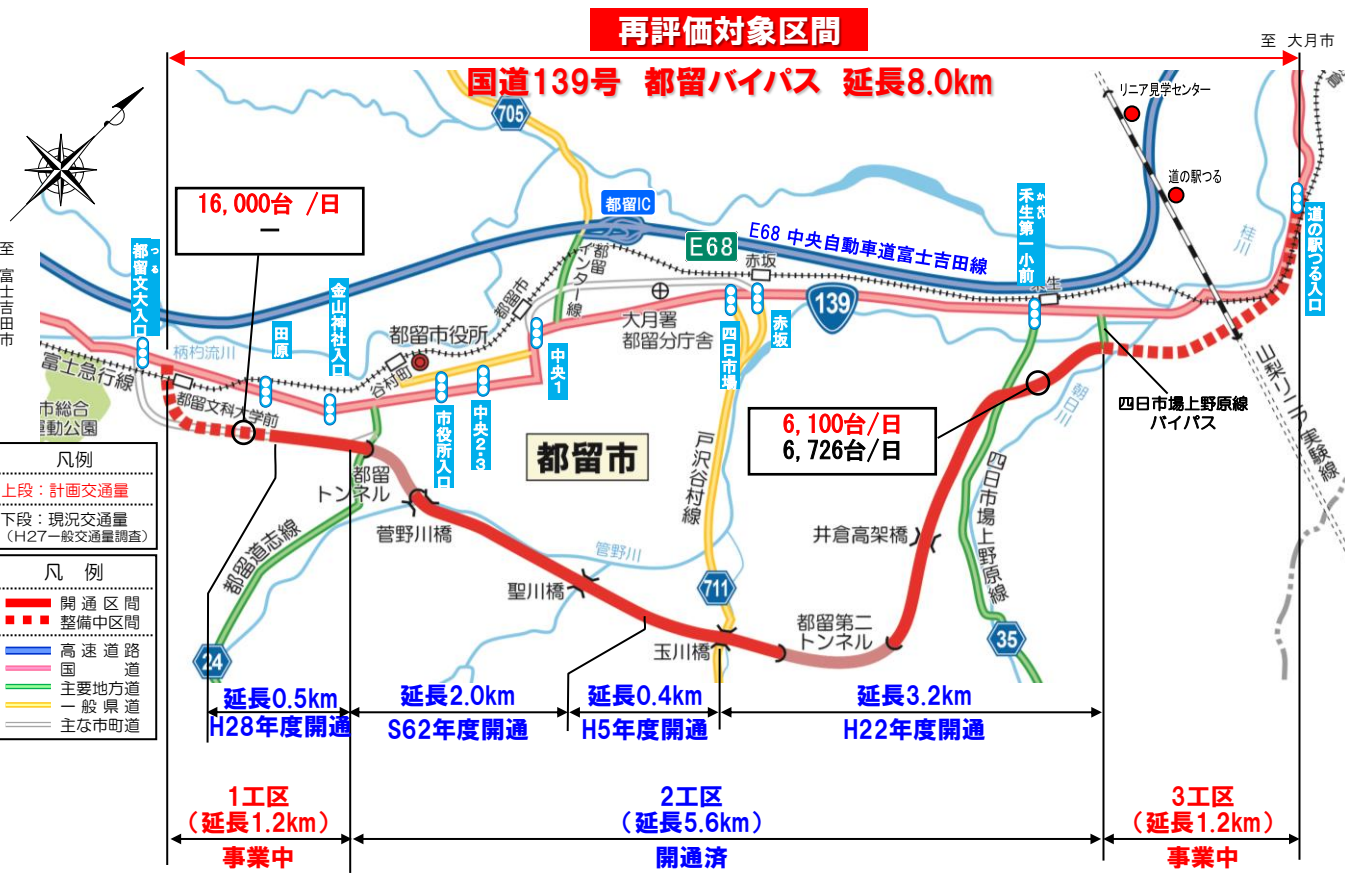 再評価対象区間
至 大月市
国道139号 都留バイパス 延長8.0km
リニア見学センター
705
16,000台 /日
ー
都留IC
道の駅つる
禾生第一小前
かせい
道の駅つる入口
桂川
E68
E68 中央自動車道富士吉田線
至 富士吉田市
都留文大入口
つる
都留インター線
赤坂
禾生
139
金山神社入口
都留市
都留市役所
大月署
都留分庁舎
田原
柄杓流川
中央1
四日市場
赤坂
富士急行線
谷村町
朝日川
山梨リニア実験線
都留文科大学前
市役所入口
中央2・3
四日市場上野原線
バイパス
市総合
運動公園
6,100台/日
6,726台/日
都留市
戸沢谷村線
凡例
上段：計画交通量
下段：現況交通量
（H27一般交通量調査）
都留
トンネル
菅野川橋
都留道志線
菅野川
井倉高架橋
四日市場上野原線
聖川橋
711
都留第二
トンネル
玉川橋
35
24
凡 例
開通区間
整備中区間
高速道路
国道
主要地方道
一般県道
主な市町道
延長0.5km
H28年度開通
延長2.0km
S62年度開通
延長0.4km
H5年度開通
延長3.2km
H22年度開通
1工区
（延長1.2km）
事業中
2工区
（延長5.6km）
開通済
3工区
（延長1.2km）
事業中